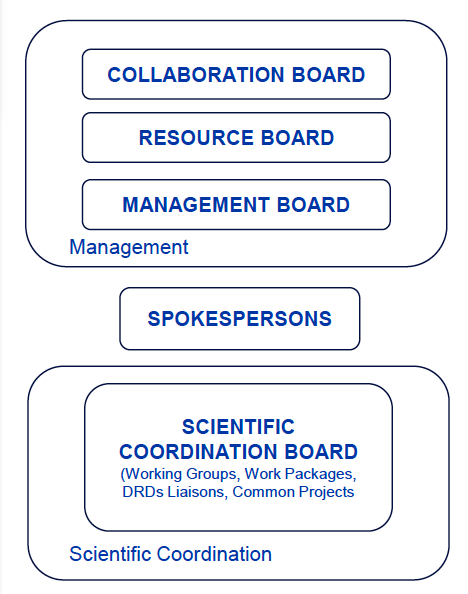 COLLABORATION BOARD
RESOURCE BOARD
MANAGEMENT BOARD
Management
SPOKESPERSONS
SCIENTIFIC
COORDINATION BOARD
(Working Groups, Work Packages,
DRDs Liaisons, Common Projects
Scientific Coordination